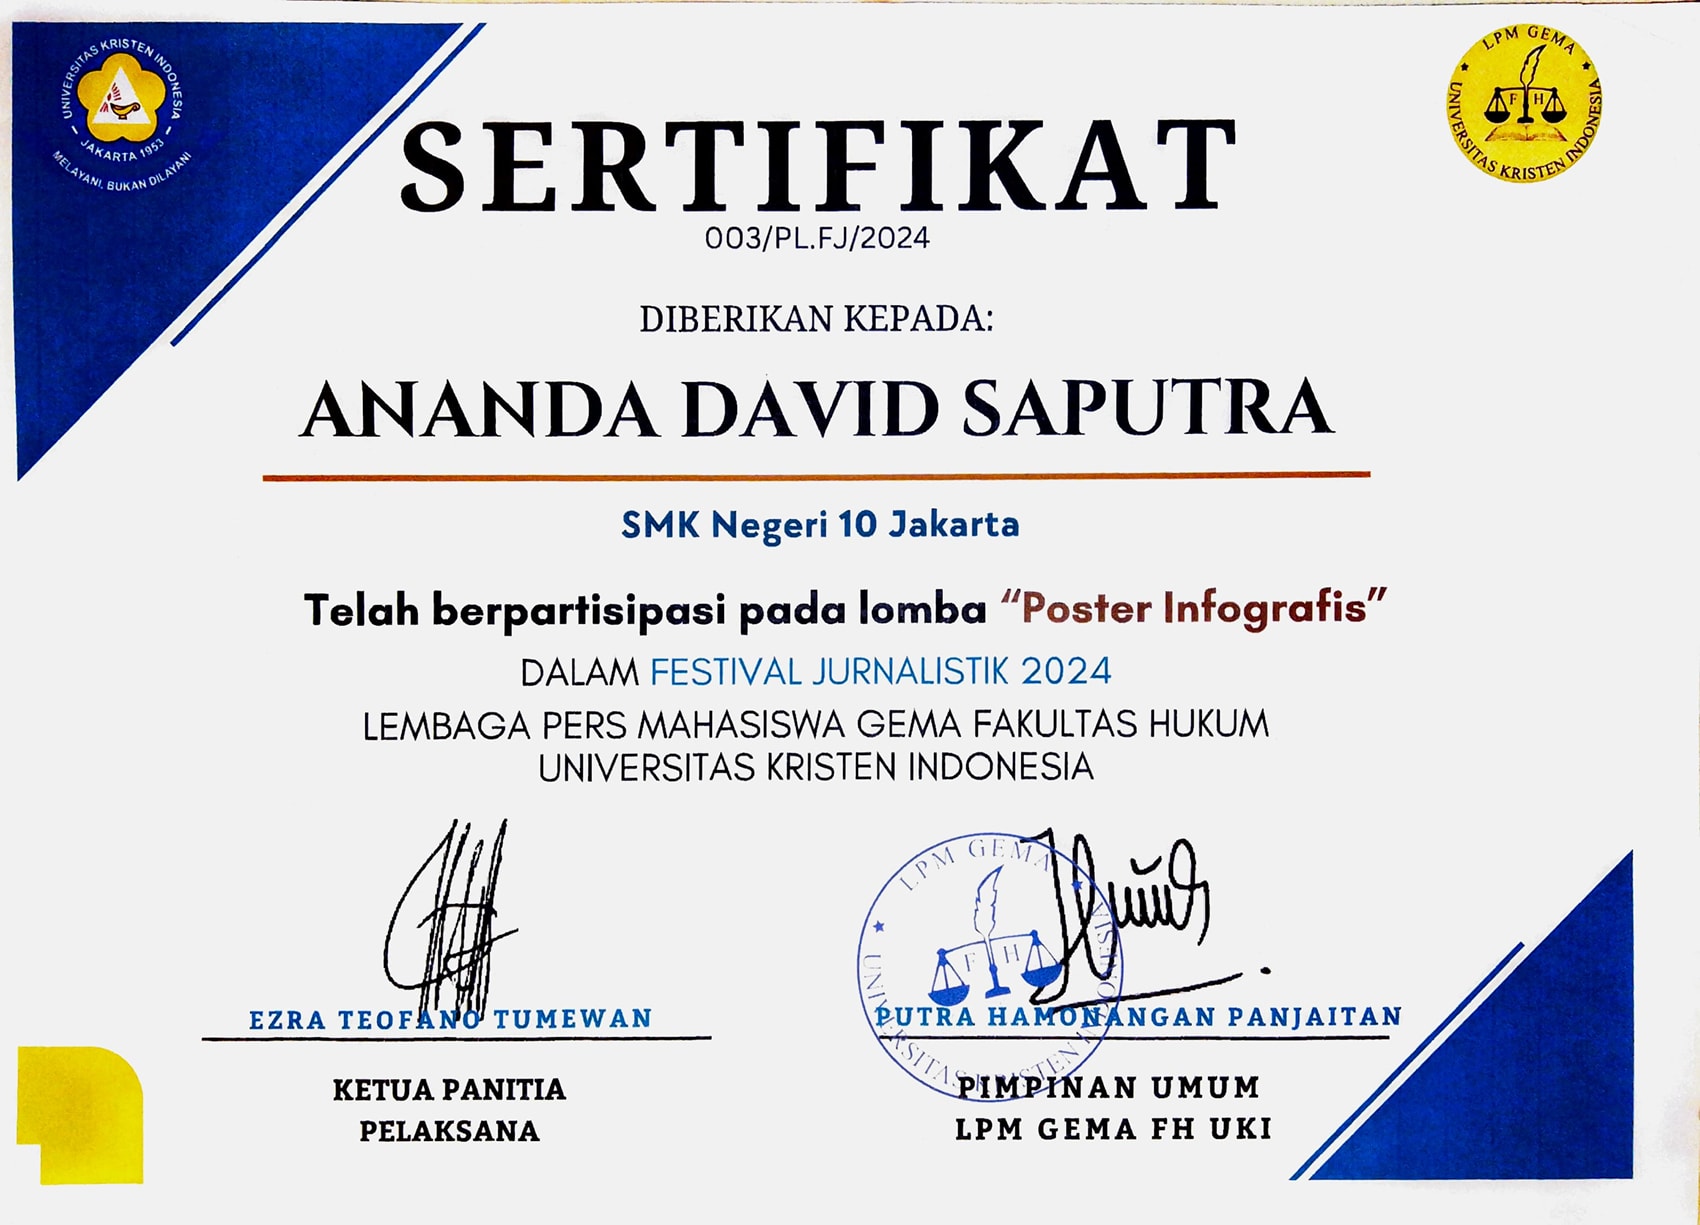 UNIVERSITAS KRISTEN INDONESIA
JAKARTA 1953
MELAYANI, BUKAN DILAYANI
LPM GEMA
F H
UNIVERSITAS KRISTEN INDONESIA
SERTIFIKAT
003/PL.FJ/2024
DIBERIKAN KEPADA:
ANANDA DAVID SAPUTRA
SMK Negeri 10 Jakarta
Telah berpartisipasi pada lomba “Poster Infografis”
DALAM FESTIVAL JURNALISTIK 2024
LEMBAGA PERS MAHASISWA GEMA FAKULTAS HUKUM
UNIVERSITAS KRISTEN INDONESIA
LPM GEMA
F H
UNIVERSITAS KRISTEN INDONESIA
EZRA TEOFANO TUMEWAN
KETUA PANITIA
PELAKSANA
PUTRA HAMONANGAN PANJAITAN
PIMPINAN UMUM
LPM GEMA FH UKI